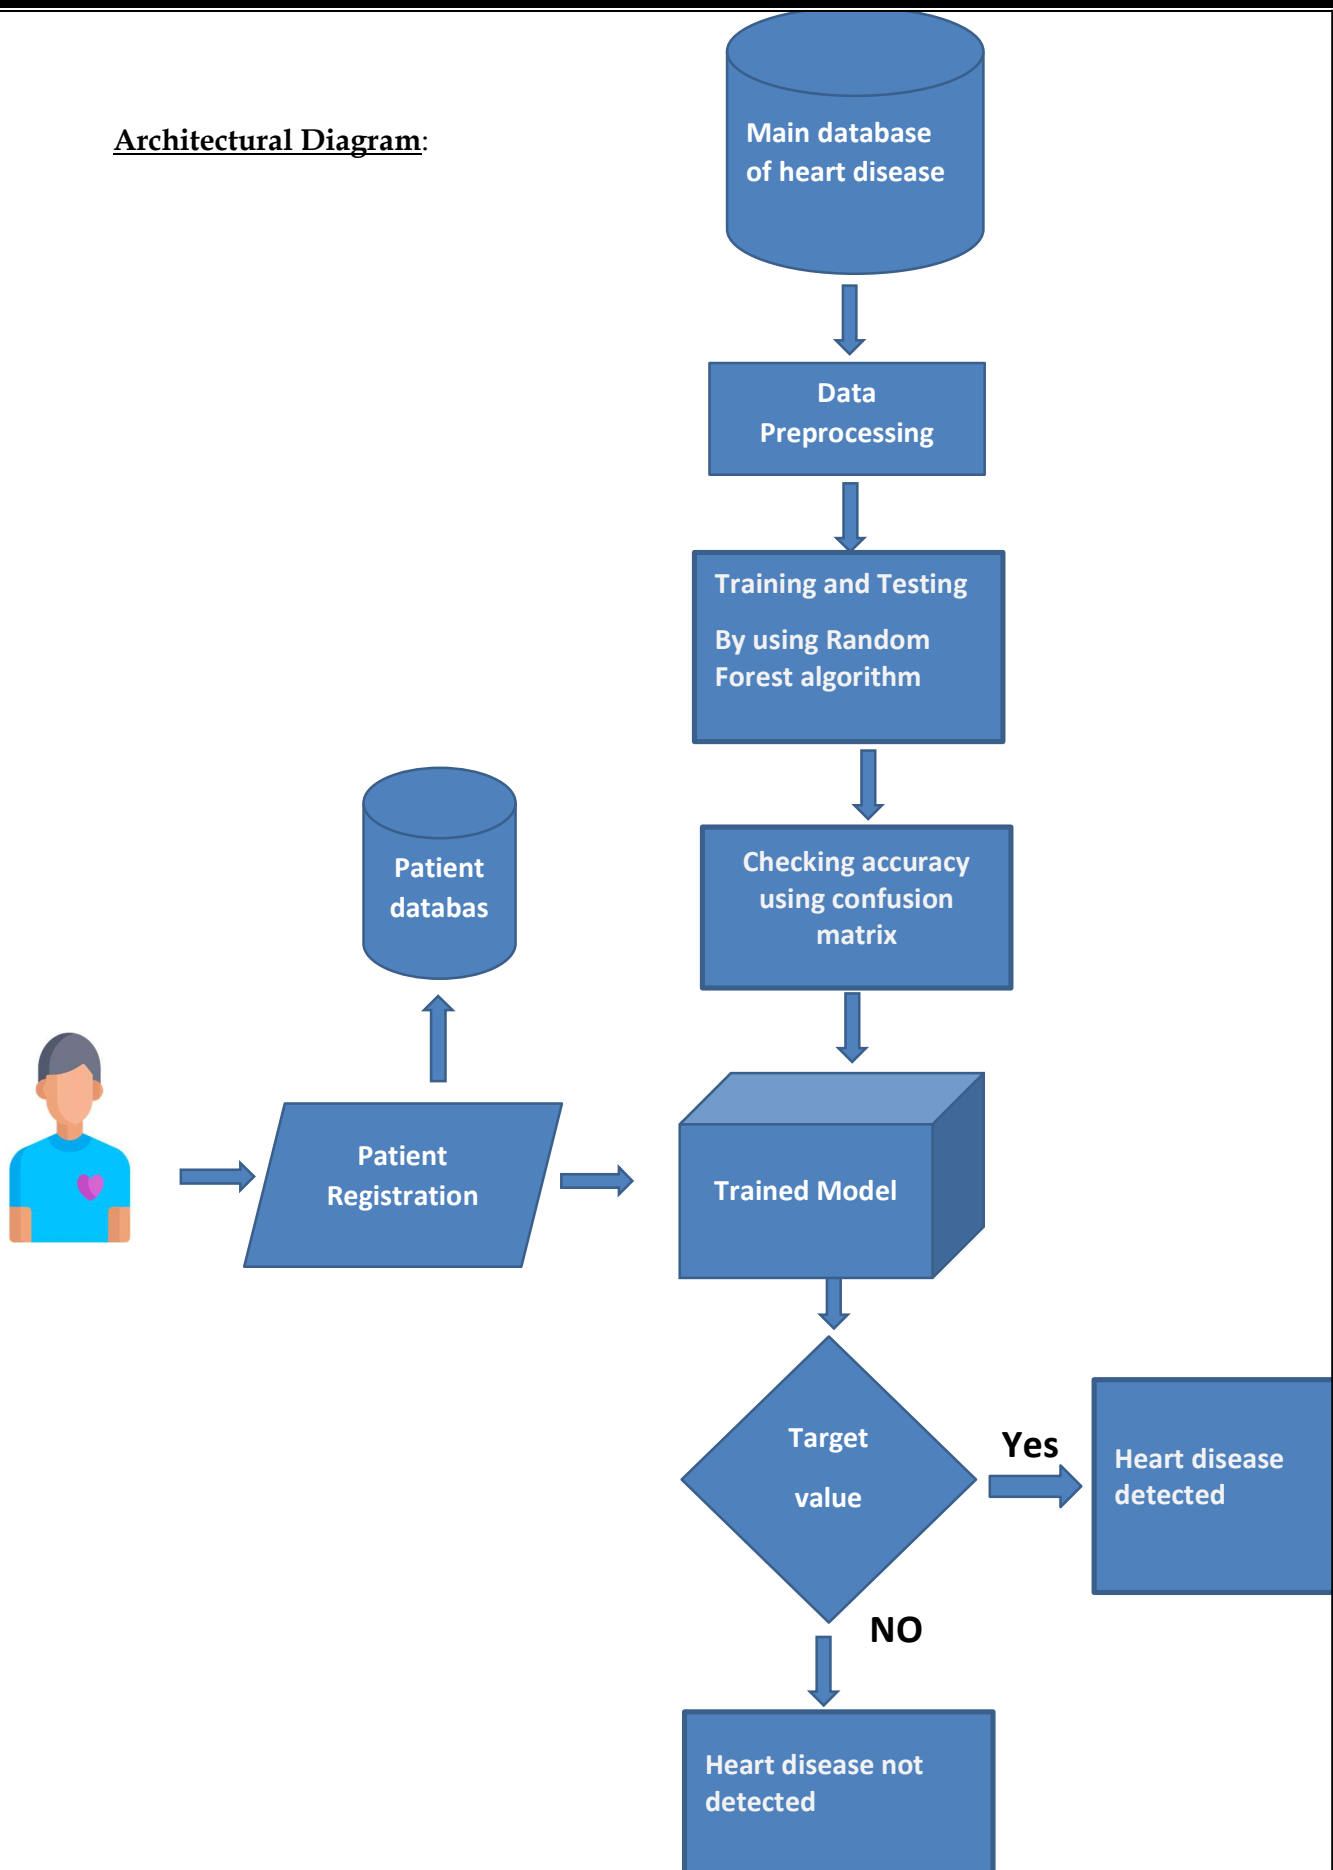 Architectural Diagram:
Main database
of heart disease
Data
Preprocessing
Training and Testing
By using Random
Forest algorithm
Checking accuracy
using confusion
matrix
Patient
databas
Patient
Registration
Trained Model
Target
value
Yes
Heart disease
detected
NO
Heart disease not
detected